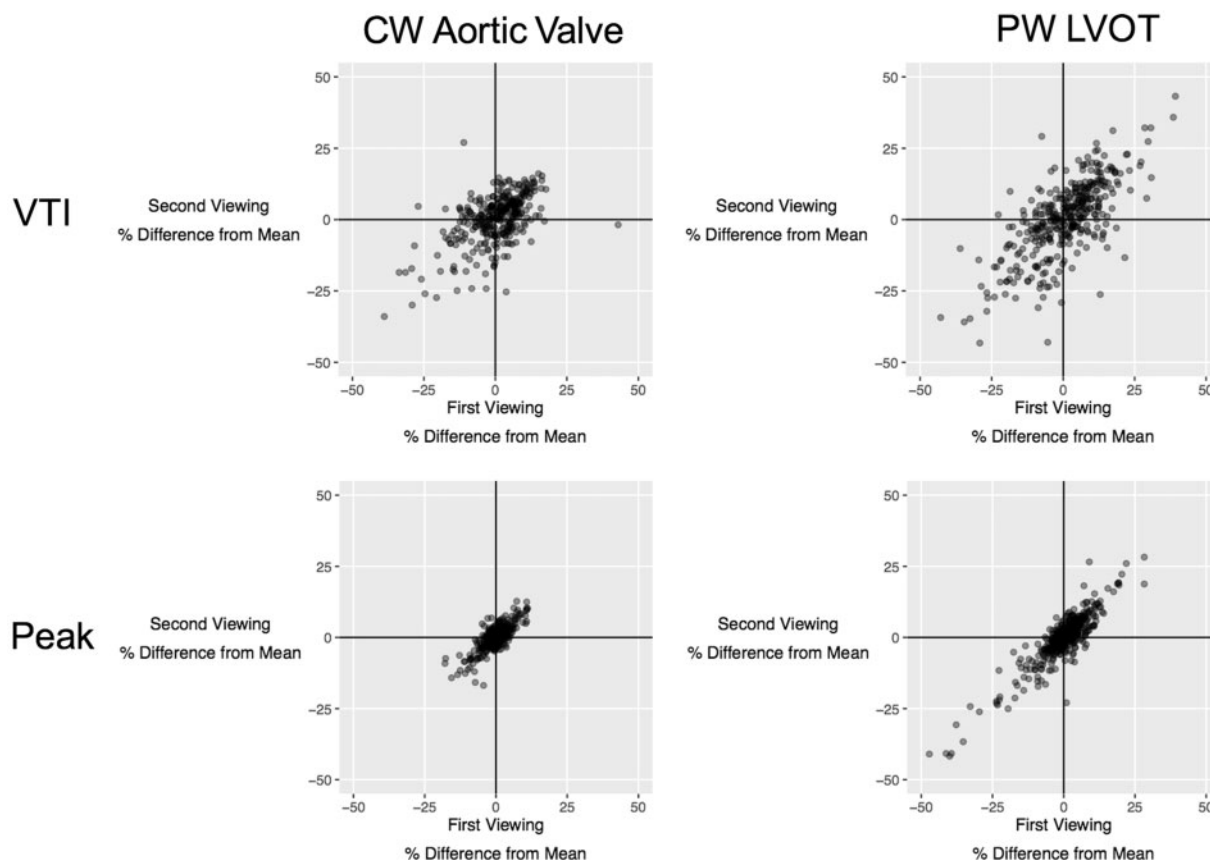 CW Aortic Valve
PW LVOT
VTI
Second Viewing
% Difference from Mean
50
25
0
−25
−50
−50 −25 0 25 50
First Viewing
% Difference from Mean
Second Viewing
% Difference from Mean
50
25
0
−25
−50
−50 −25 0 25 50
First Viewing
% Difference from Mean
Peak
Second Viewing
% Difference from Mean
50
25
0
−25
−50
−50 −25 0 25 50
First Viewing
% Difference from Mean
Second Viewing
% Difference from Mean
50
25
0
−25
−50
−50 −25 0 25 50
First Viewing
% Difference from Mean